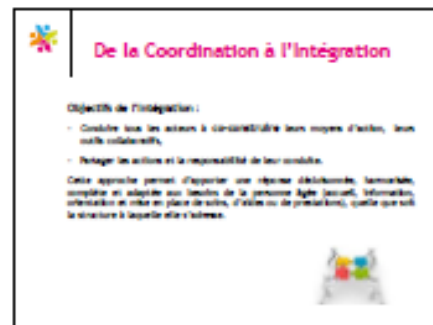 De la Coordination à l'Intégration
Objectifs de l'intégration :
- Conduire tous les acteurs à co-construire leurs moyens d'action, leurs
outils collaboratifs,
- Partager les actions et la responsabilité de leur conduite.
Cette approche permet d'apporter une réponse décloisonnée, harmonisée,
complète et adaptée aux besoins de la personne âgée (accueil, information,
orientation et mise en place de soins, d'aides ou de prestations), quelle que soit
la structure à laquelle elle s'adresse.